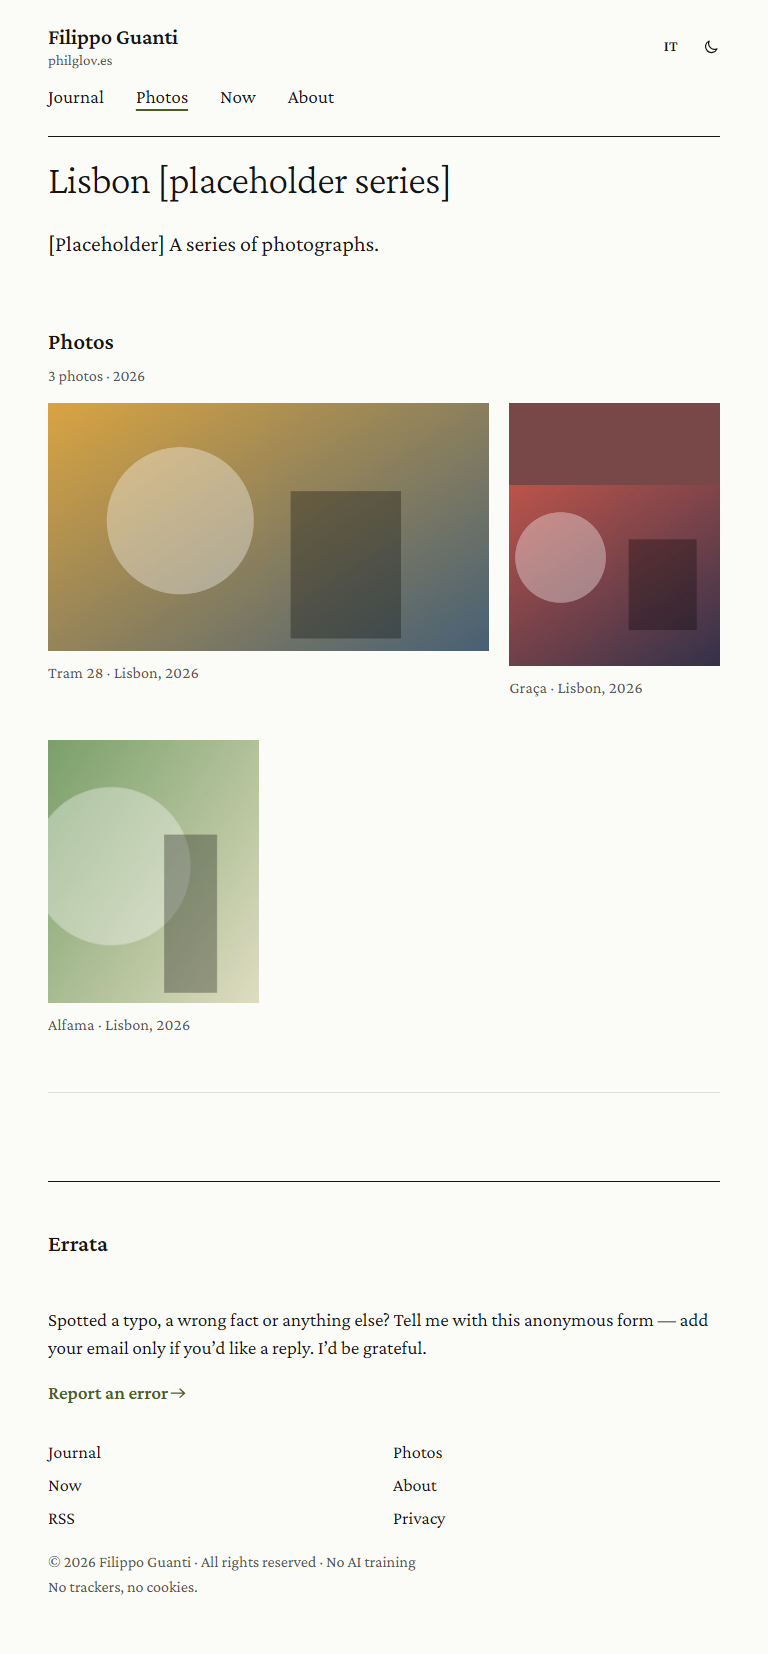 Filippo Guanti
philglov.es
IT
Journal Photos Now About
Lisbon [placeholder series]
[Placeholder] A series of photographs.
Photos
3 photos · 2026
Tram 28 · Lisbon, 2026
Graça · Lisbon, 2026
Alfama · Lisbon, 2026
Errata
Spotted a typo, a wrong fact or anything else? Tell me with this anonymous form — add
your email only if you’d like a reply. I’d be grateful.
Report an error→
Journal Photos
Now About
RSS Privacy
© 2026 Filippo Guanti · All rights reserved · No AI training
No trackers, no cookies.